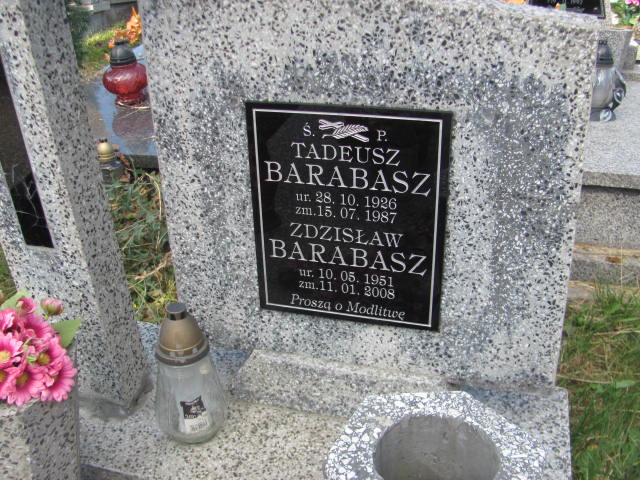 Ś. P.
TADEUSZ
BARABASZ
ur. 28. 10. 1926
zm. 15. 07. 1987
ZDZISŁAW
BARABASZ
ur. 10. 05. 1951
zm. 11. 01. 2008
Proszą o Modlitwę